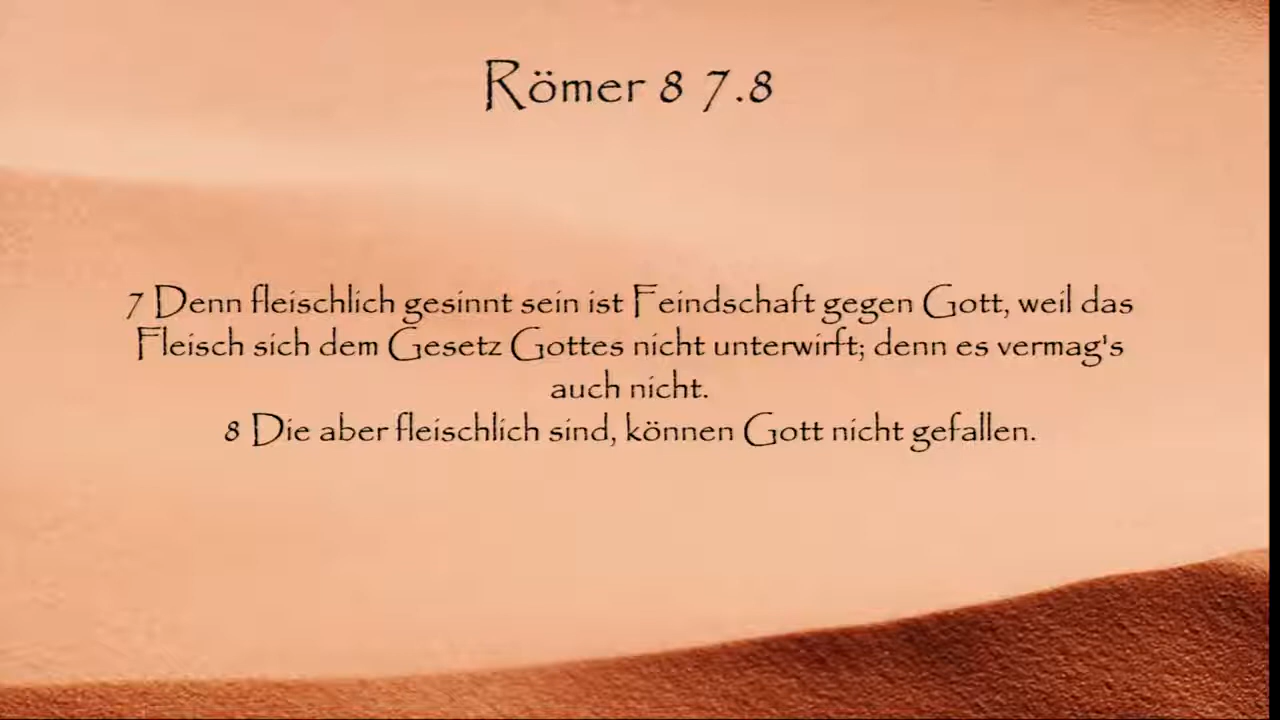 Römer 8 7.8
7 Denn fleischlich gesinnt sein ist Feindschaft gegen Gott, weil das
Fleisch sich dem Gesetz Gottes nicht unterwirft; denn es vermag's
auch nicht.
8 Die aber fleischlich sind, können Gott nicht gefallen.